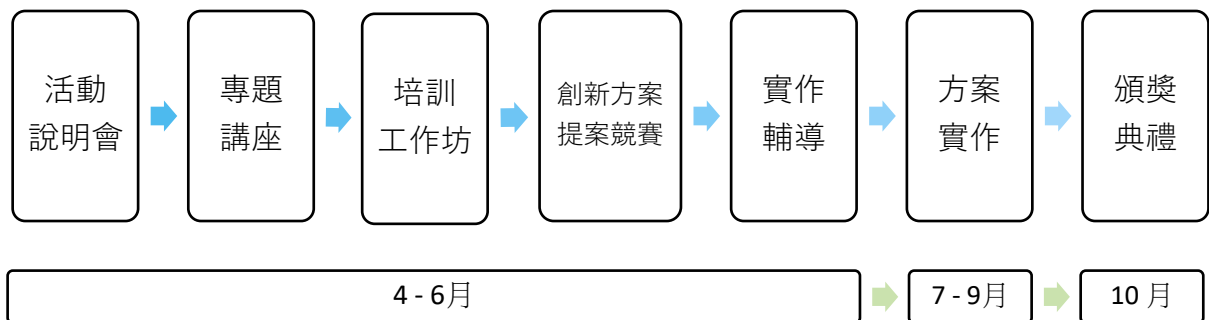 活動
說明會
專題
講座
培訓
工作坊
創新方案
提案競賽
實作
輔導
方案
實作
頒獎
典禮
4 - 6月
7 - 9月
10 月